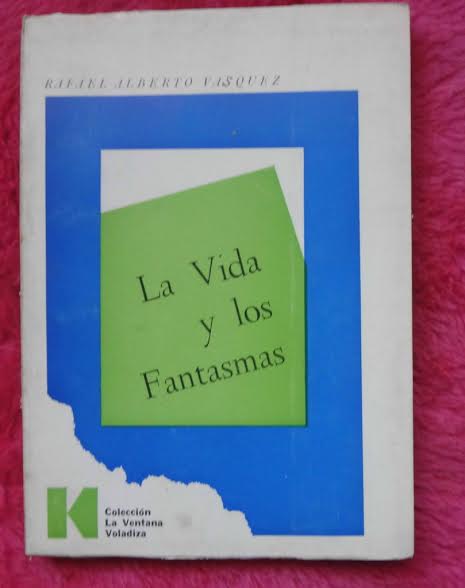 RAFAEL ALBERTO VASQUEZ
La Vida
y los
Fantasmas
Colección
La Ventana
Voladiza